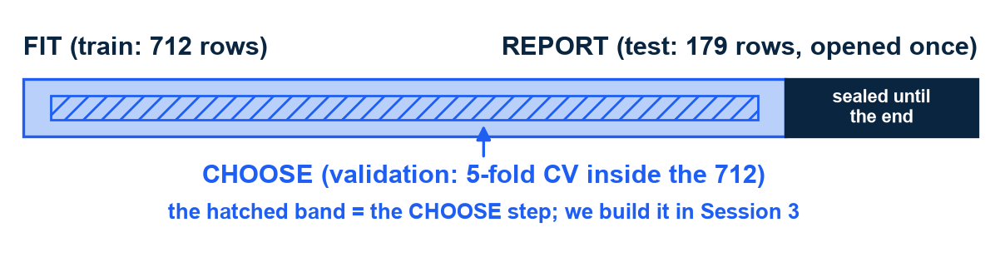 FIT (train: 712 rows)
REPORT (test: 179 rows, opened once)
sealed until
the end
CHOOSE (validation: 5-fold CV inside the 712)
the hatched band = the CHOOSE step; we build it in Session 3